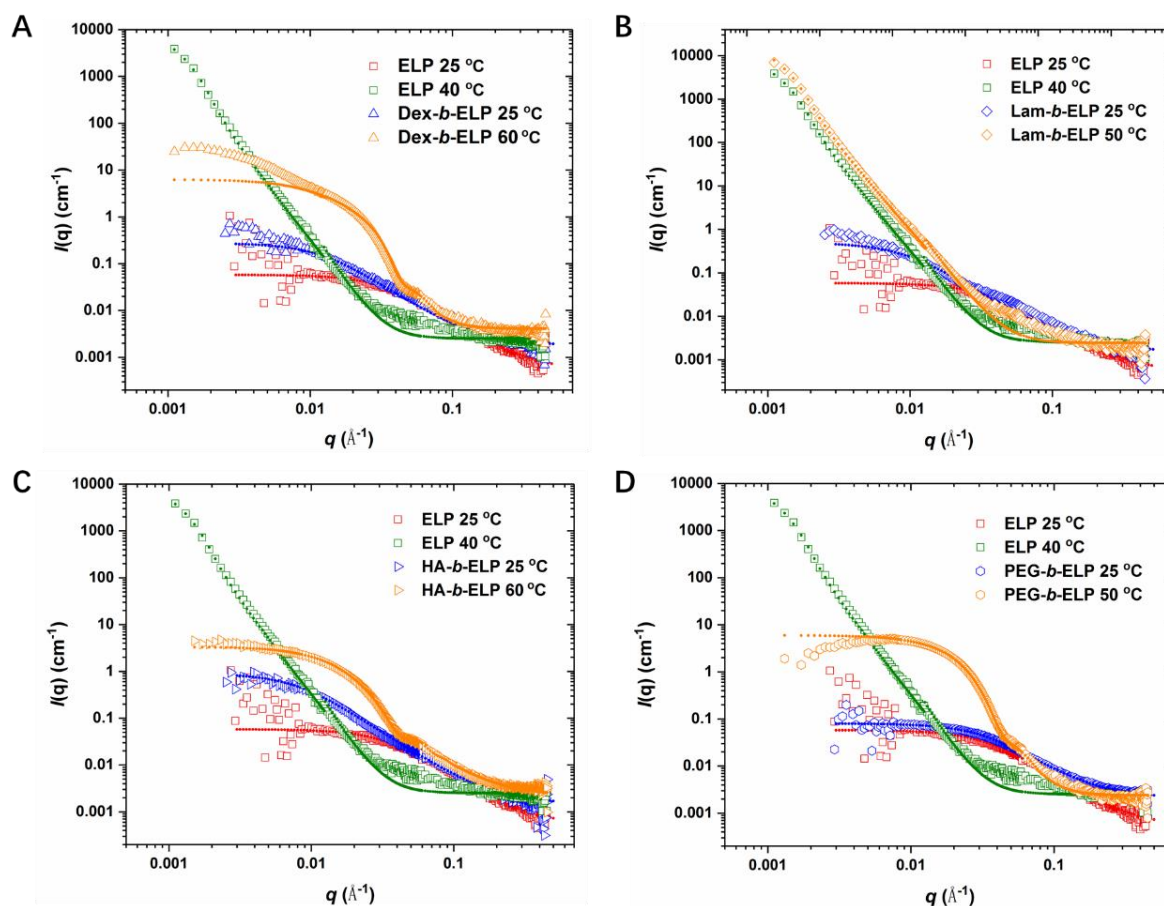 A
ELP 25 °C
ELP 40 °C
Dex-b-ELP 25 °C
Dex-b-ELP 60 °C
10000
1000
100
10
1
0.1
0.01
0.001
I(q) (cm⁻¹)
0.001 0.01 0.1
q (Å⁻¹)
B
ELP 25 °C
ELP 40 °C
Lam-b-ELP 25 °C
Lam-b-ELP 50 °C
10000
1000
100
10
1
0.1
0.01
0.001
I(q) (cm⁻¹)
0.001 0.01 0.1
q (Å⁻¹)
C
ELP 25 °C
ELP 40 °C
HA-b-ELP 25 °C
HA-b-ELP 60 °C
10000
1000
100
10
1
0.1
0.01
0.001
I(q) (cm⁻¹)
0.001 0.01 0.1
q (Å⁻¹)
D
ELP 25 °C
ELP 40 °C
PEG-b-ELP 25 °C
PEG-b-ELP 50 °C
10000
1000
100
10
1
0.1
0.01
0.001
I(q) (cm⁻¹)
0.001 0.01 0.1
q (Å⁻¹)